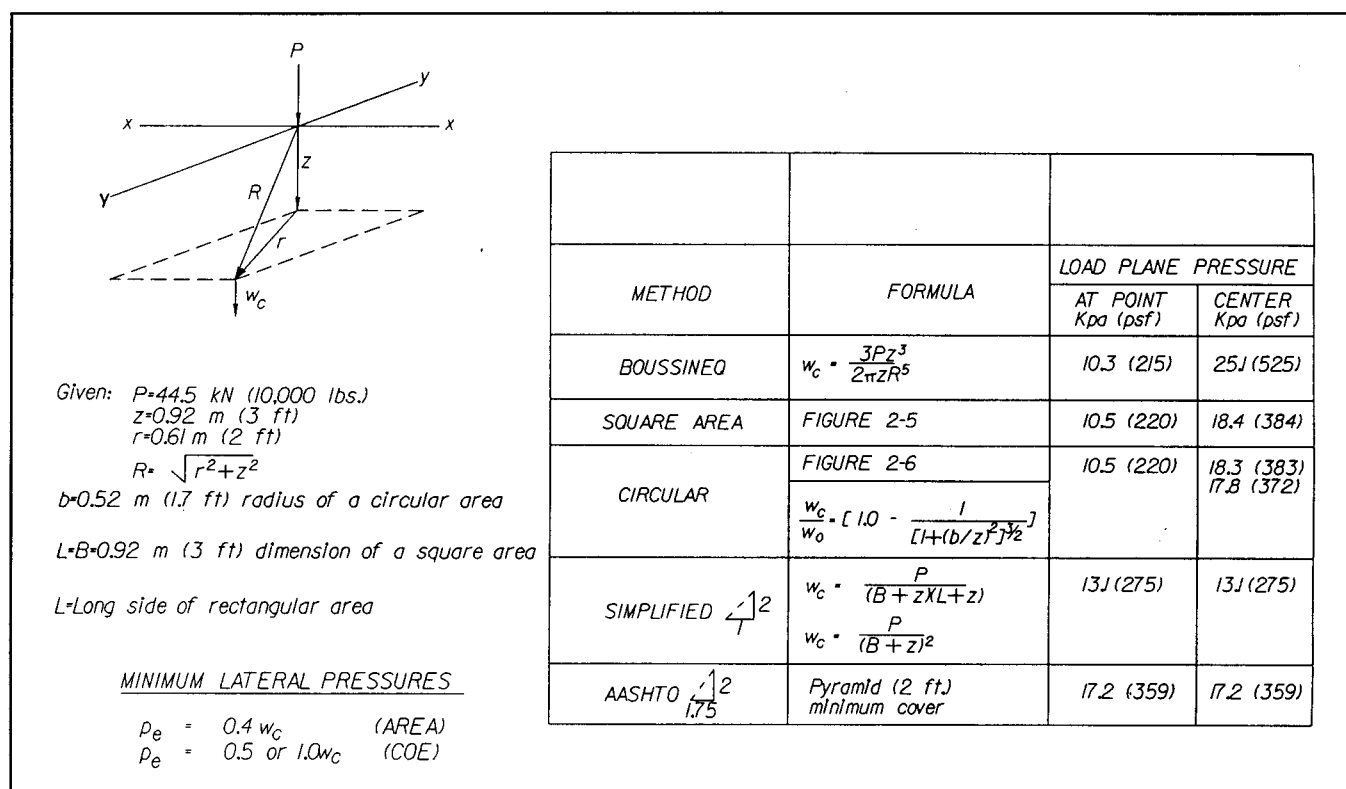 P
y
x
x
z
R
y
r
w_c
Given: P=44.5 kN (10,000 lbs.)
z=0.92 m (3 ft)
r=0.61 m (2 ft)
R= √r²+z²
b=0.52 m (1.7 ft) radius of a circular area
L=B=0.92 m (3 ft) dimension of a square area
L=Long side of rectangular area
MINIMUM LATERAL PRESSURES
p_e = 0.4 w_c (AREA)
p_e = 0.5 or 1.0w_c (COE)
METHOD FORMULA LOAD PLANE PRESSURE
AT POINT Kpa (psf) CENTER Kpa (psf)
BOUSSINEQ w_c = 3Pz³ / 2πzR⁵ 10.3 (215) 25.1 (525)
SQUARE AREA FIGURE 2-5 10.5 (220) 18.4 (384)
CIRCULAR FIGURE 2-6 10.5 (220) 18.3 (383)
17.8 (372)
w_c/w_o = [ 1.0 - 1 / [1+(b/z)²]^3/2 ]
SIMPLIFIED 2 1 w_c = P / (B + z)(L + z) 13.1 (275) 13.1 (275)
w_c = P / (B + z)²
AASHTO 2 1.75 Pyramid (2 ft.) 17.2 (359) 17.2 (359)
minimum cover